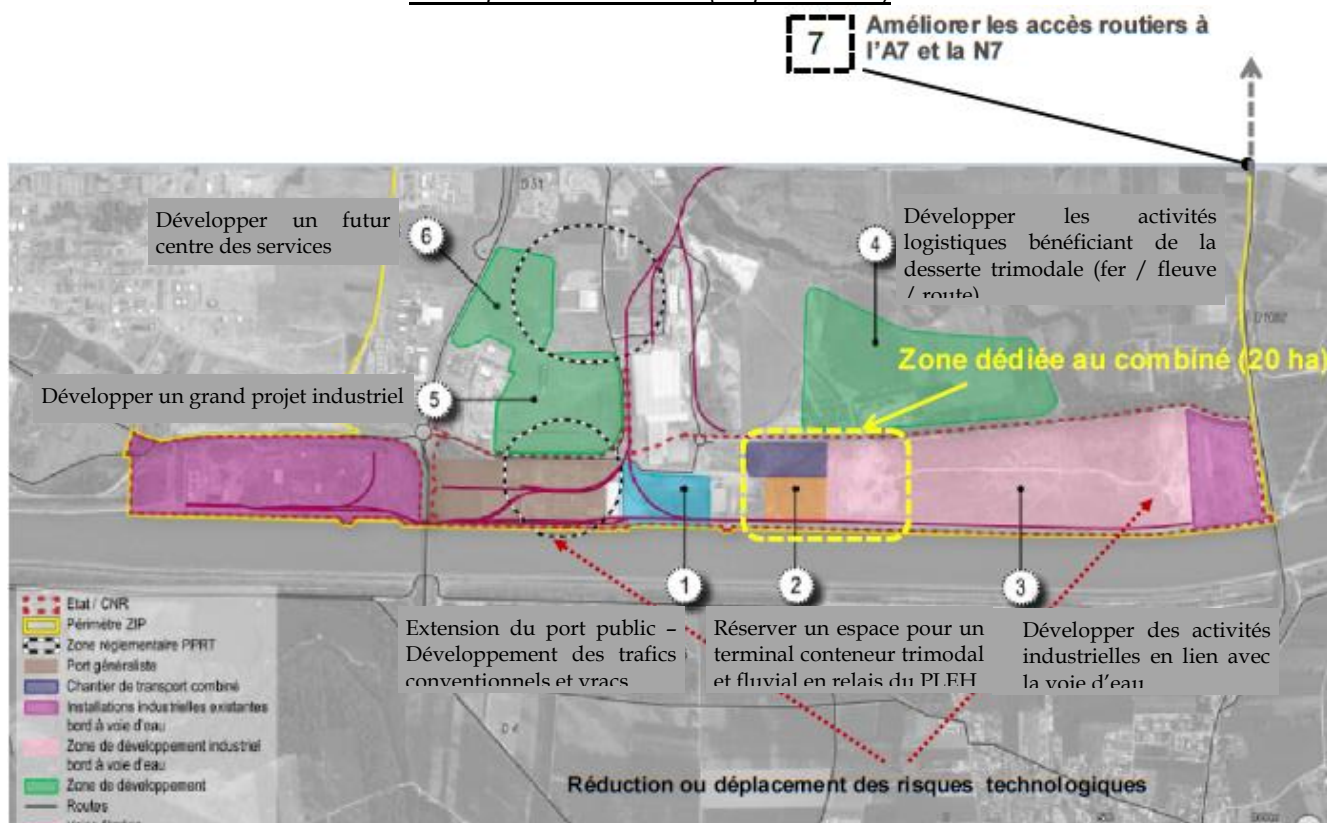 7
Améliorer les accès routiers à
l'A7 et la N7
D 51
Développer un futur
centre des services
6
4
Développer les activités
logistiques bénéficiant de la
desserte trimodale (fer / fleuve
/ route)
Zone dédiée au combiné (20 ha)
Développer un grand projet industriel
5
1
2
3
Extension du port public –
Développement des trafics
conventionnels et vracs
Réserver un espace pour un
terminal conteneur trimodal
et fluvial en relais du PLEH
Développer des activités
industrielles en lien avec
la voie d'eau
Etat / CNR
Périmètre ZIP
Zone réglementaire PPRT
Port généraliste
Chantier de transport combiné
Installations industrielles existantes
bord à voie d'eau
Zone de développement industriel
bord à voie d'eau
Zone de développement
Routes
D 4
Réduction ou déplacement des risques technologiques